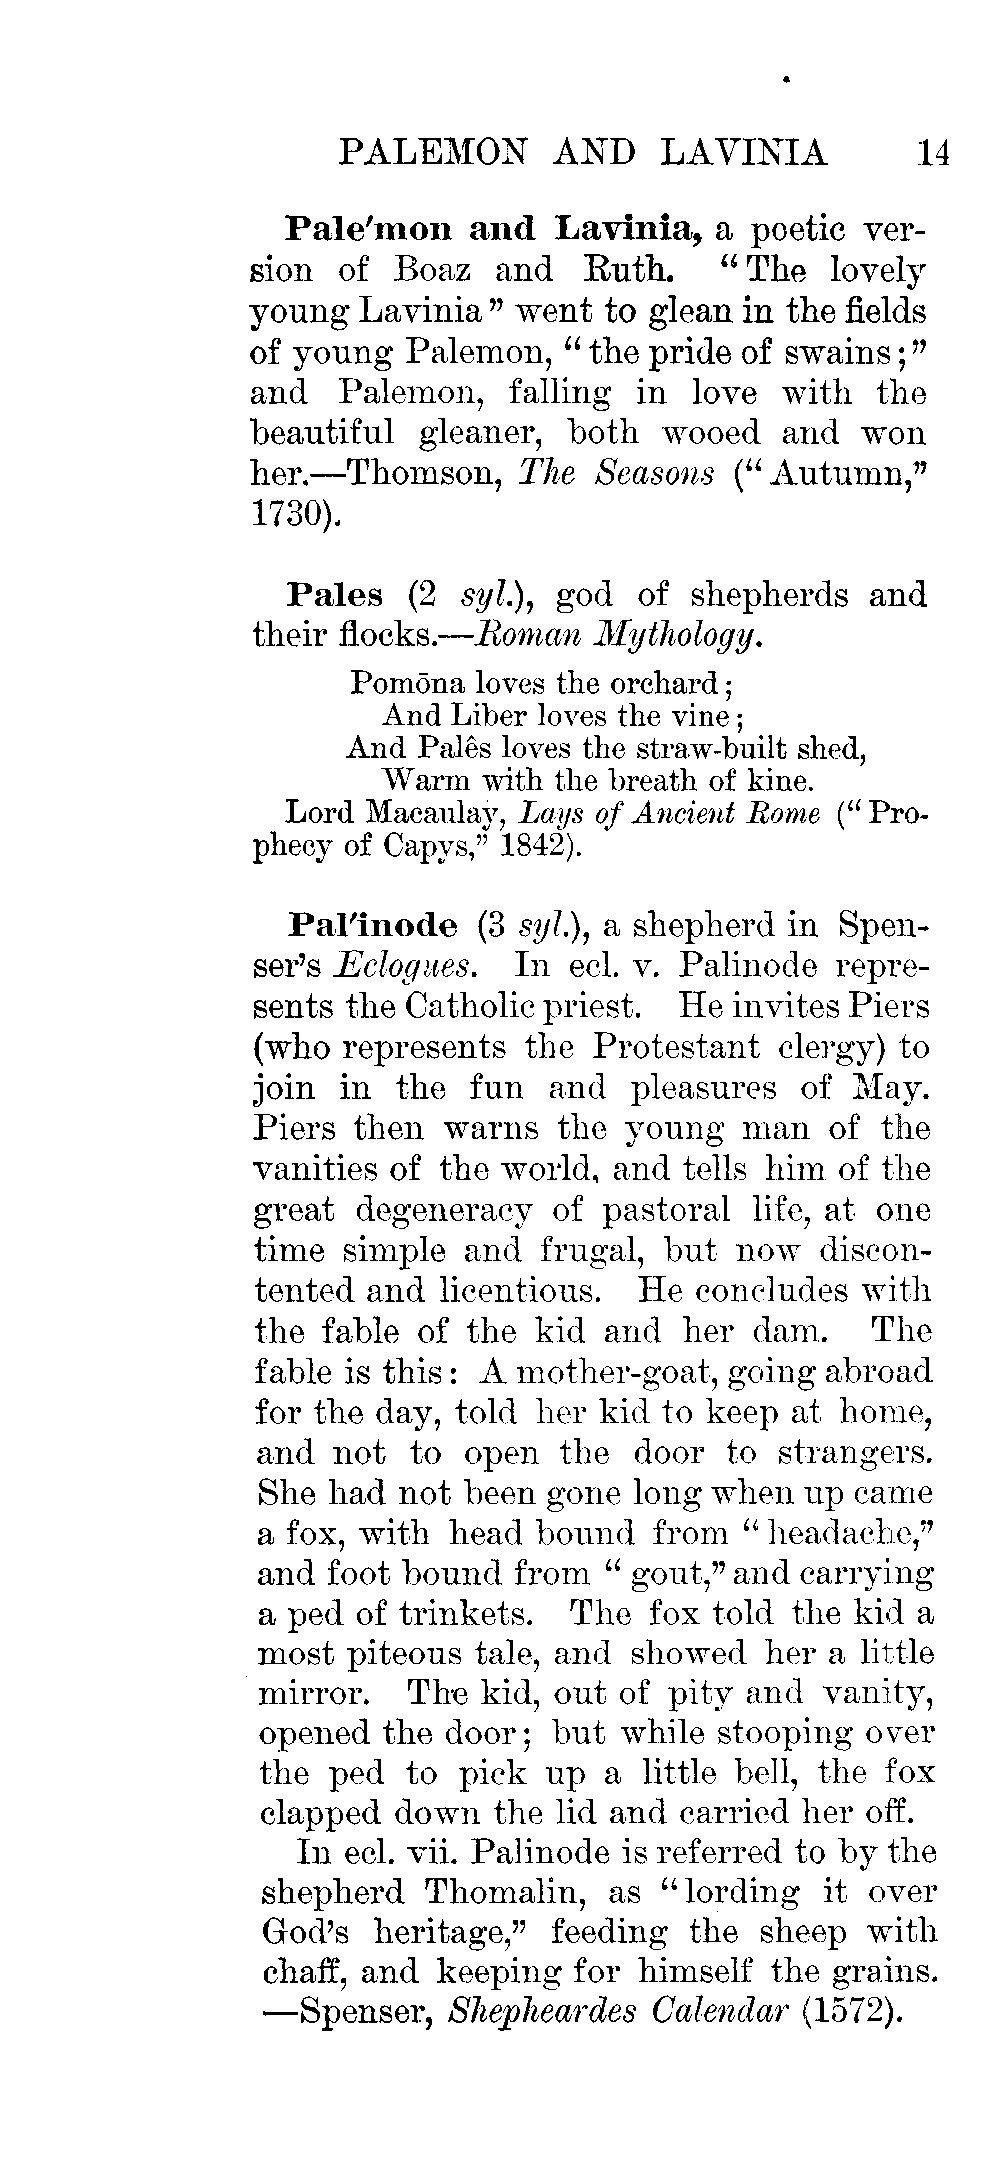 PALEMON AND LAVINIA 14
Pale'mon and Lavinia, a poetic ver-
sion of Boaz and Ruth. “The lovely
young Lavinia” went to glean in the fields
of young Palemon, “the pride of swains;”
and Palemon, falling in love with the
beautiful gleaner, both wooed and won
her.—Thomson, The Seasons (“Autumn,”
1730).
Pales (2 syl.), god of shepherds and
their flocks.—Roman Mythology.
Pomōna loves the orchard;
And Liber loves the vine;
And Palês loves the straw-built shed,
Warm with the breath of kine.
Lord Macaulay, Lays of Ancient Rome (“Pro-
phecy of Capys,” 1842).
Pal'inode (3 syl.), a shepherd in Spen-
ser's Eclogues. In ecl. v. Palinode repre-
sents the Catholic priest. He invites Piers
(who represents the Protestant clergy) to
join in the fun and pleasures of May.
Piers then warns the young man of the
vanities of the world, and tells him of the
great degeneracy of pastoral life, at one
time simple and frugal, but now discon-
tented and licentious. He concludes with
the fable of the kid and her dam. The
fable is this: A mother-goat, going abroad
for the day, told her kid to keep at home,
and not to open the door to strangers.
She had not been gone long when up came
a fox, with head bound from “headache,”
and foot bound from “gout,” and carrying
a ped of trinkets. The fox told the kid a
most piteous tale, and showed her a little
mirror. The kid, out of pity and vanity,
opened the door; but while stooping over
the ped to pick up a little bell, the fox
clapped down the lid and carried her off.
In ecl. vii. Palinode is referred to by the
shepherd Thomalin, as “lording it over
God's heritage,” feeding the sheep with
chaff, and keeping for himself the grains.
—Spenser, Shepheardes Calendar (1572).